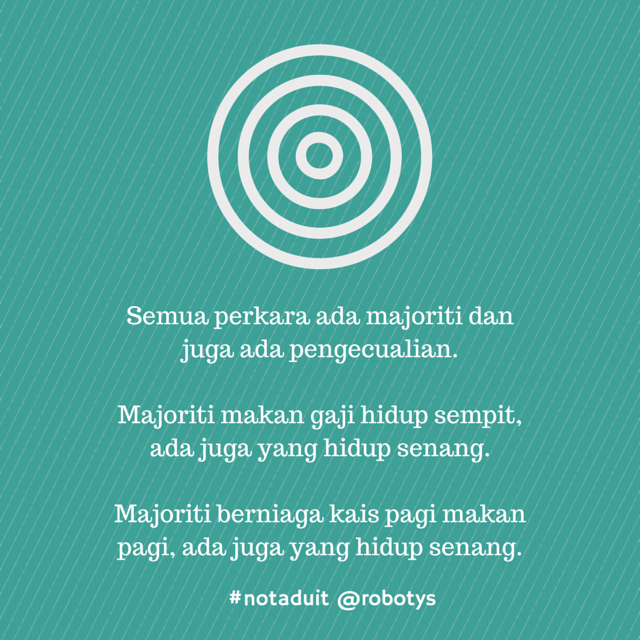 Semua perkara ada majoriti dan
juga ada pengecualian.
Majoriti makan gaji hidup sempit,
ada juga yang hidup senang.
Majoriti berniaga kais pagi makan
pagi, ada juga yang hidup senang.
#notaduit @robotys